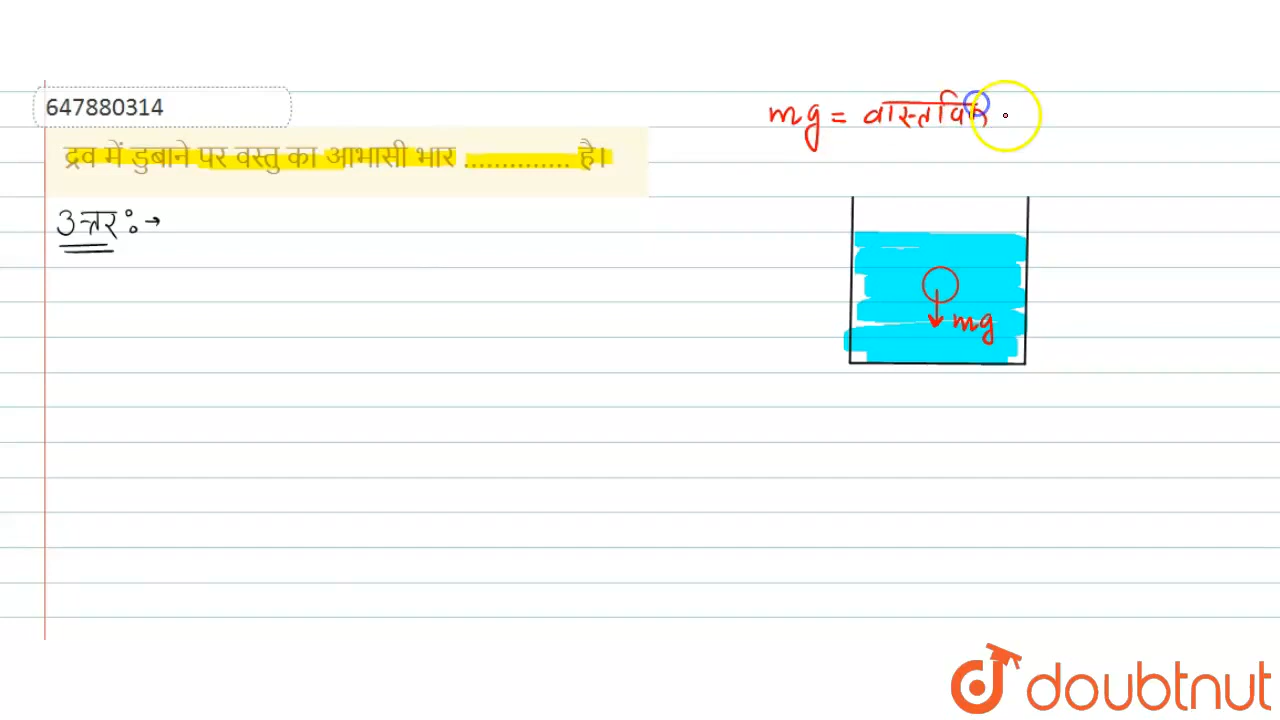 647880314
mg = वास्तविक
द्रव में डुबाने पर वस्तु का आभासी भार ............... है।
उत्तर:→
mg
doubtnut